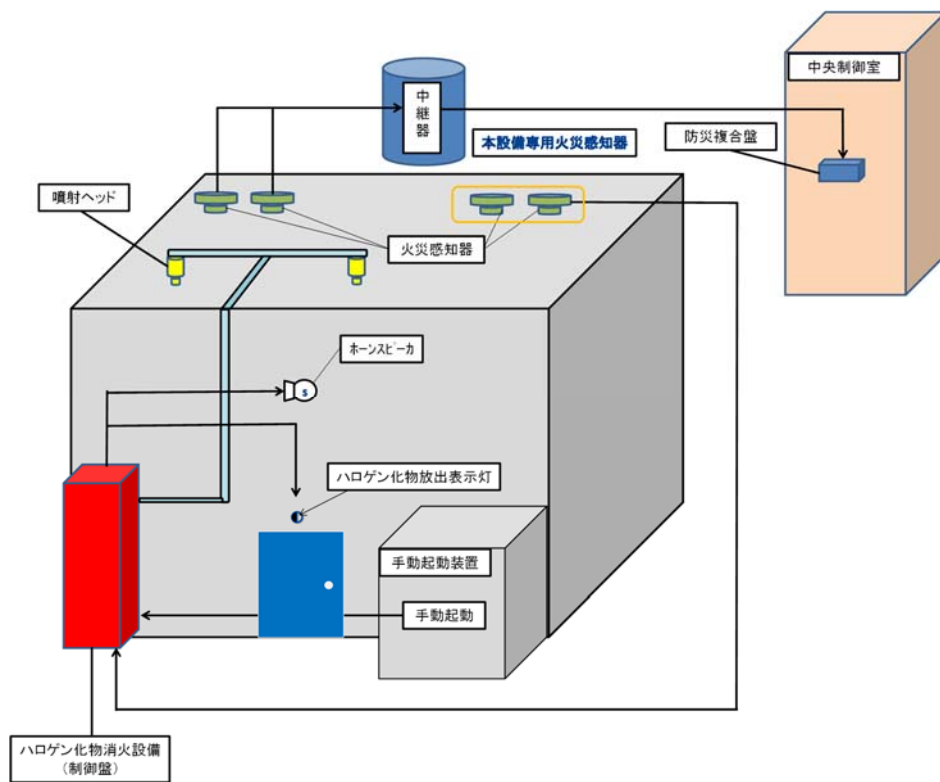 中央制御室
中継器
本設備専用火災感知器
防災複合盤
噴射ヘッド
火災感知器
ホーンスピーカ
S
ハロゲン化物放出表示灯
手動起動装置
手動起動
ハロゲン化物消火設備
(制御盤)